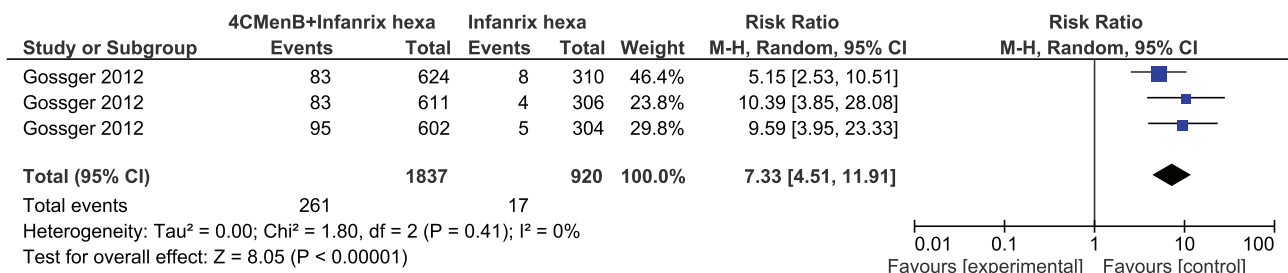 4CMenB+Infanrix hexa Infanrix hexa Risk Ratio Risk Ratio
Study or Subgroup Events Total Events Total Weight M-H, Random, 95% CI M-H, Random, 95% CI
Gossger 2012 83 624 8 310 46.4% 5.15 [2.53, 10.51]
Gossger 2012 83 611 4 306 23.8% 10.39 [3.85, 28.08]
Gossger 2012 95 602 5 304 29.8% 9.59 [3.95, 23.33]
Total (95% CI) 1837 920 100.0% 7.33 [4.51, 11.91]
Total events 261 17
Heterogeneity: Tau² = 0.00; Chi² = 1.80, df = 2 (P = 0.41); I² = 0%
Test for overall effect: Z = 8.05 (P < 0.00001)
0.01 0.1 1 10 100
Favours [experimental] Favours [control]